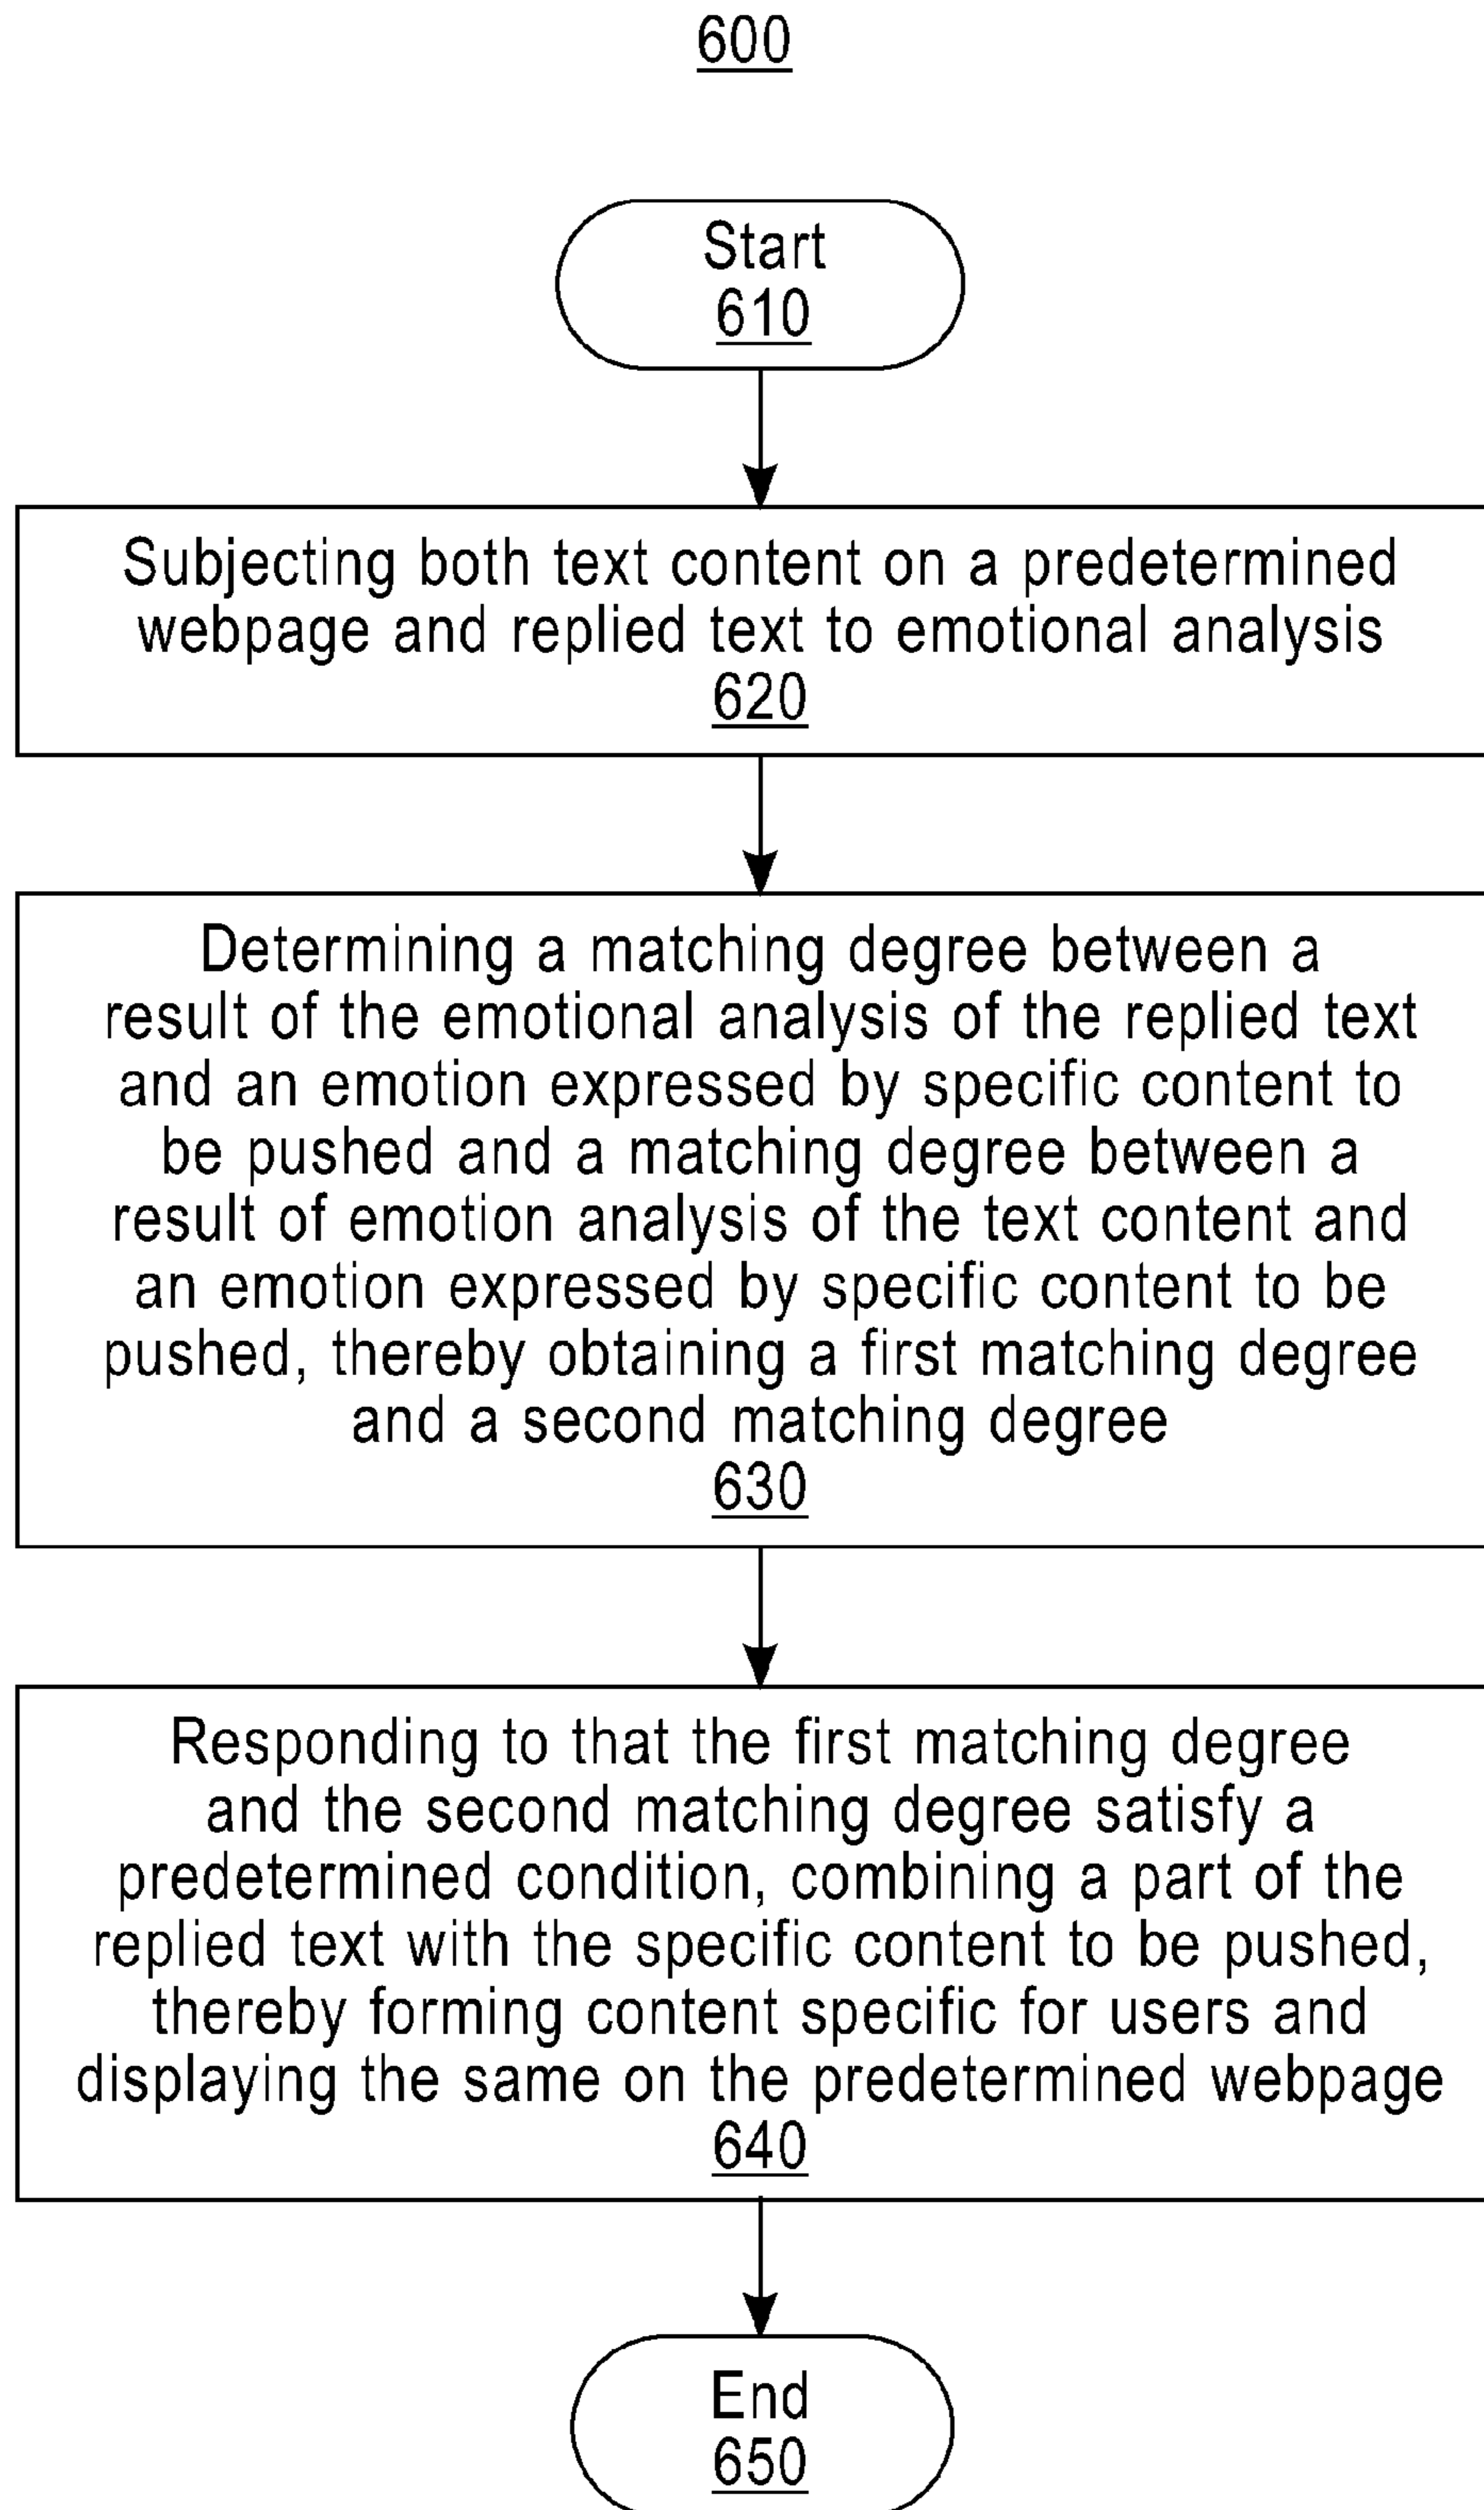 600
Start
610
Subjecting both text content on a predetermined
webpage and replied text to emotional analysis
620
Determining a matching degree between a
result of the emotional analysis of the replied text
and an emotion expressed by specific content to
be pushed and a matching degree between a
result of emotion analysis of the text content and
an emotion expressed by specific content to be
pushed, thereby obtaining a first matching degree
and a second matching degree
630
Responding to that the first matching degree
and the second matching degree satisfy a
predetermined condition, combining a part of the
replied text with the specific content to be pushed,
thereby forming content specific for users and
displaying the same on the predetermined webpage
640
End
650